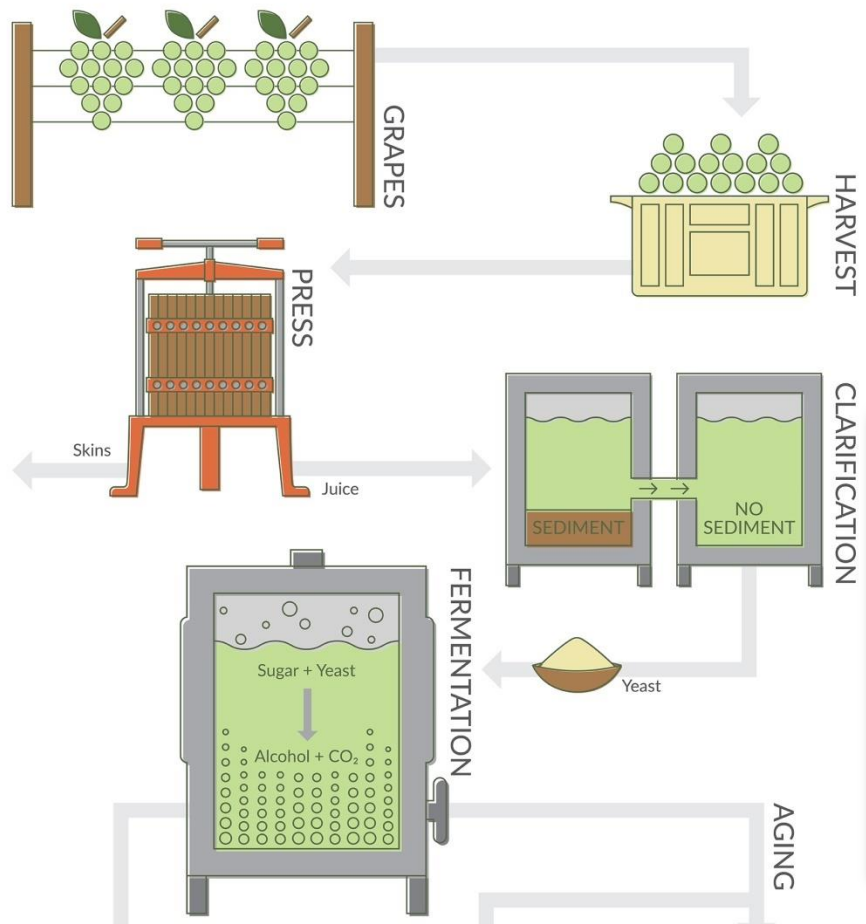 GRAPES
HARVEST
PRESS
Skins
Juice
CLARIFICATION
SEDIMENT
NO
SEDIMENT
Yeast
FERMENTATION
Sugar + Yeast
Alcohol + CO₂
AGING